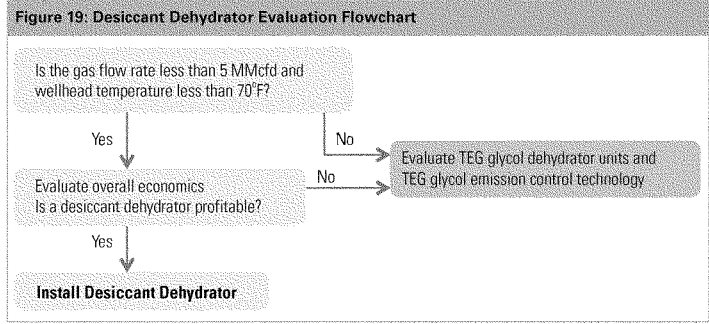 Figure 19: Desiccant Dehydrator Evaluation Flowchart
Is the gas flow rate less than 5 MMcfd and
wellhead temperature less than 70°F?
Yes
No
Evaluate TEG glycol dehydrator units and
TEG glycol emission control technology
Evaluate overall economics
Is a desiccant dehydrator profitable?
No
Yes
Install Desiccant Dehydrator